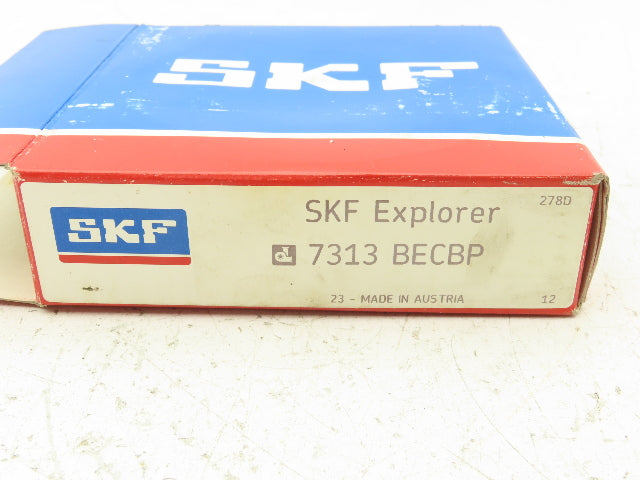 SKF
SKF
SKF Explorer
278D
7313 BECBP
23 - MADE IN AUSTRIA
12